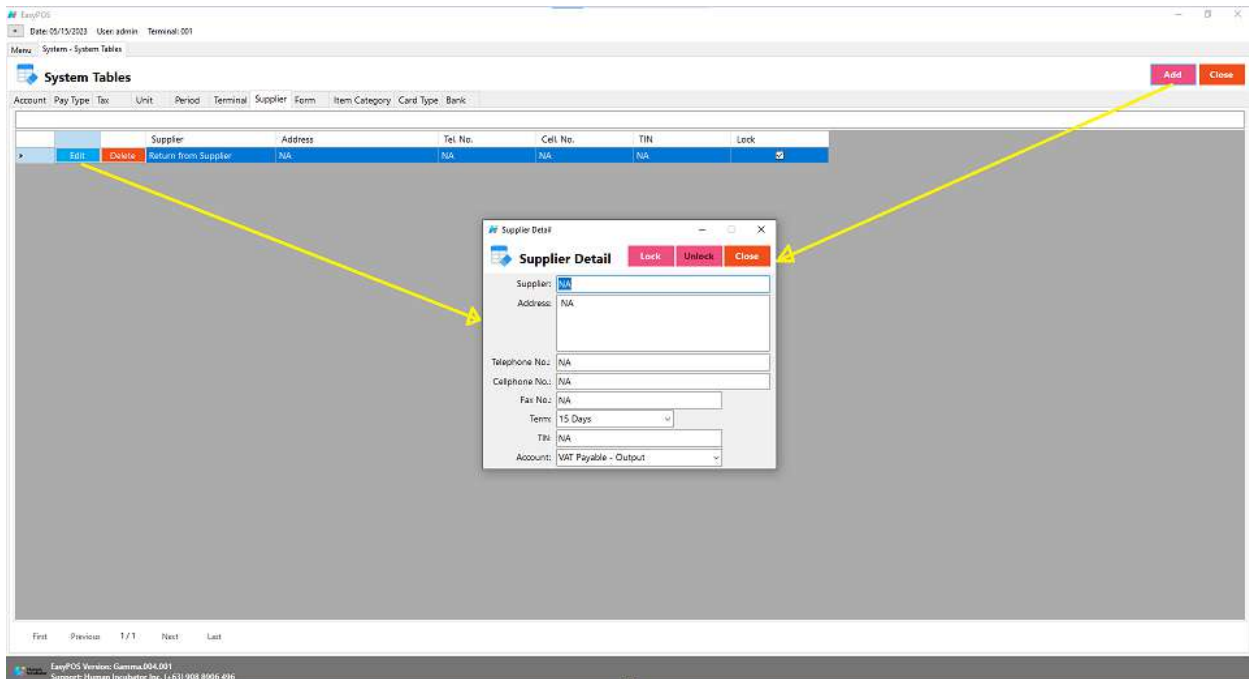 EasyPOS
Date: 05/15/2023 User: admin Terminal: 001
Menu System - System Tables
System Tables
Add Close
Account Pay Type Tax Unit Period Terminal Supplier Form Item Category Card Type Bank
Supplier Address Tel. No. Cell. No. TIN Lock
Edit Delete Return from Supplier NA NA NA NA
Supplier Detail
Supplier Detail Lock Unlock Close
Supplier: NA
Address: NA
Telephone No.: NA
Cellphone No.: NA
Fax No.: NA
Term: 15 Days
TIN: NA
Account: VAT Payable - Output
First Previous 1 / 1 Next Last
EasyPOS Version: Gamma.004.001
Support: Human Incubator Inc. (+63) 908 8906 496